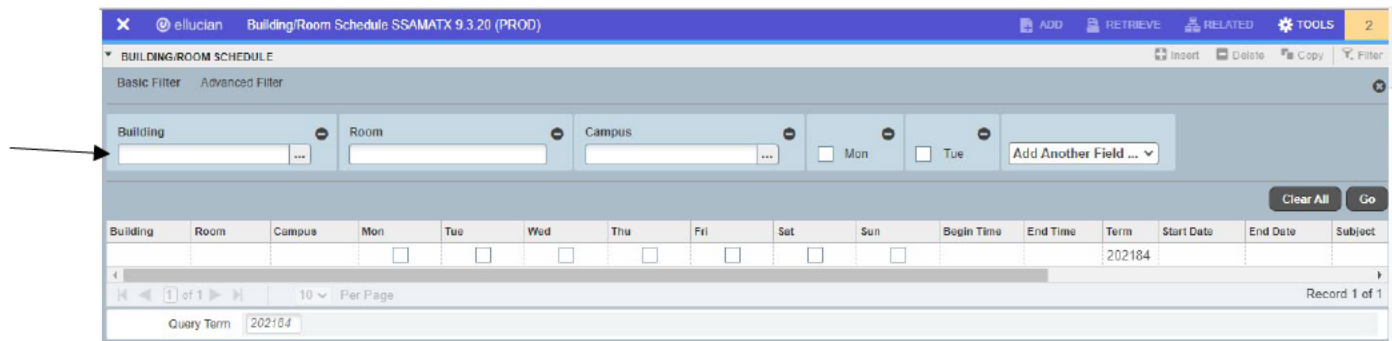 ellucian Building/Room Schedule SSAMATX 9.3.20 (PROD) ADD RETRIEVE RELATED TOOLS 2
BUILDING/ROOM SCHEDULE Insert Delete Copy Filter
Basic Filter Advanced Filter
Building Room Campus
... ... Mon Tue Add Another Field ...
Clear All Go
Building Room Campus Mon Tue Wed Thu Fri Sat Sun Begin Time End Time Term Start Date End Date Subject
202184
1 of 1 10 Per Page Record 1 of 1
Query Term 202184